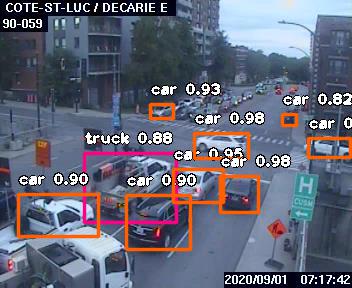 COTE-ST-LUC / DECARIE E
90-059
car 0.93
car 0.82
car 0.98
truck 0.88
car 0.95
car 0.98
car 0.90
car 0.90
H
CUSM
2020/09/01 07:17:42